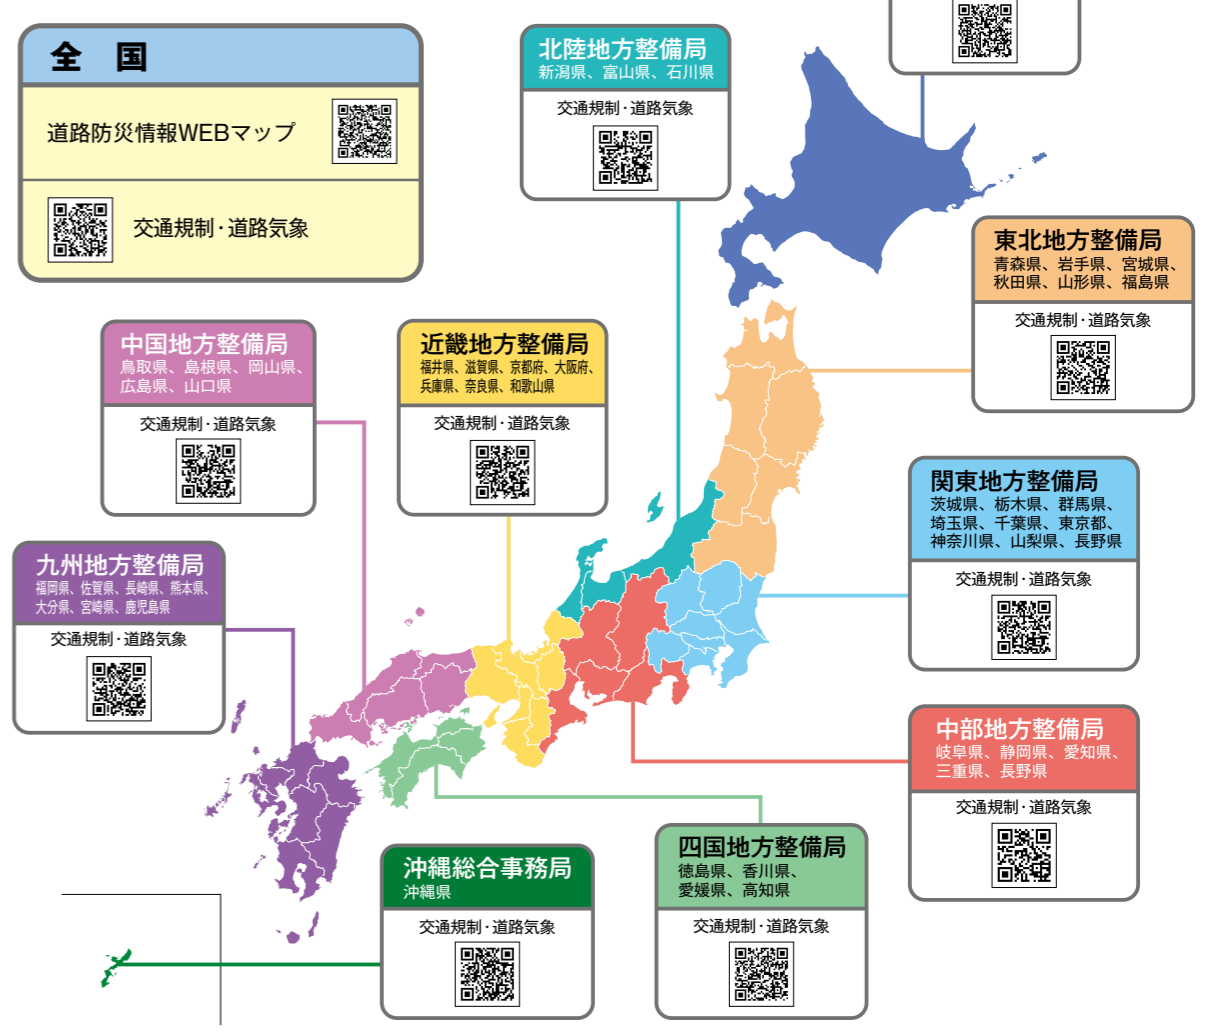 全　国
道路防災情報WEBマップ
交通規制・道路気象
北陸地方整備局
新潟県、富山県、石川県
交通規制・道路気象
東北地方整備局
青森県、岩手県、宮城県、
秋田県、山形県、福島県
交通規制・道路気象
中国地方整備局
鳥取県、島根県、岡山県、
広島県、山口県
交通規制・道路気象
近畿地方整備局
福井県、滋賀県、京都府、大阪府、
兵庫県、奈良県、和歌山県
交通規制・道路気象
関東地方整備局
茨城県、栃木県、群馬県、
埼玉県、千葉県、東京都、
神奈川県、山梨県、長野県
交通規制・道路気象
九州地方整備局
福岡県、佐賀県、長崎県、熊本県、
大分県、宮崎県、鹿児島県
交通規制・道路気象
中部地方整備局
岐阜県、静岡県、愛知県、
三重県、長野県
交通規制・道路気象
四国地方整備局
徳島県、香川県、
愛媛県、高知県
交通規制・道路気象
沖縄総合事務局
沖縄県
交通規制・道路気象